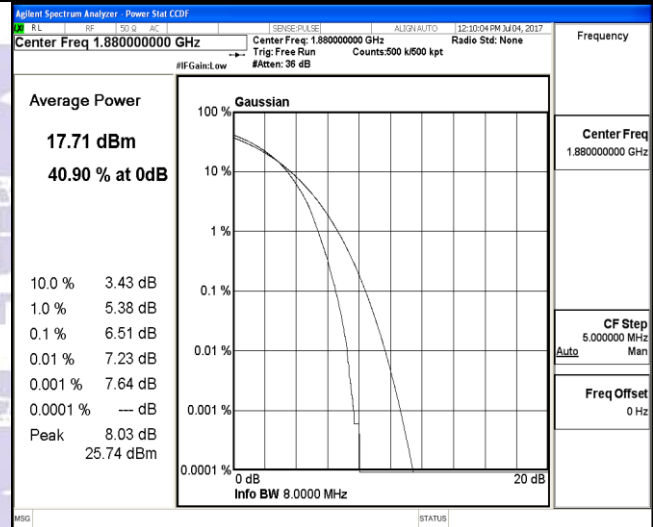 Agilent Spectrum Analyzer - Power Stat CCDF
LXI RL RF 50 Ω AC SENSE:PULSE ALIGN AUTO 12:10:04 PM Jul 04, 2017
Center Freq 1.880000000 GHz
Center Freq: 1.880000000 GHz Radio Std: None
Trig: Free Run Counts:500 k/500 kpt
#IFGain:Low #Atten: 36 dB
Frequency
Average Power
17.71 dBm
40.90 % at 0dB
10.0 % 3.43 dB
1.0 % 5.38 dB
0.1 % 6.51 dB
0.01 % 7.23 dB
0.001 % 7.64 dB
0.0001 % --- dB
Peak 8.03 dB
25.74 dBm
Gaussian
100 %
10 %
1 %
0.1 %
0.01 %
0.001 %
0.0001 %
0 dB 20 dB
Info BW 8.0000 MHz
Center Freq
1.880000000 GHz
CF Step
5.000000 MHz
Auto Man
Freq Offset
0 Hz
MSG STATUS